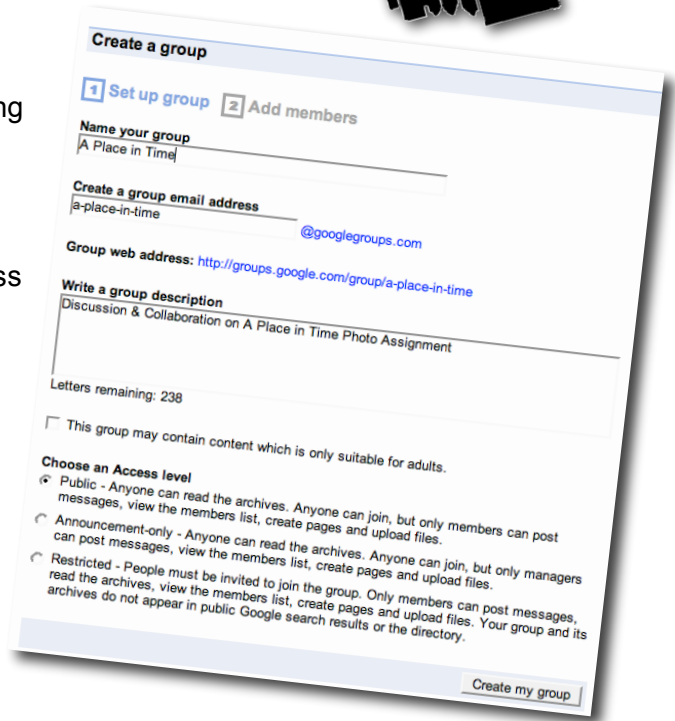 ng
ss
Create a group
1 Set up group 2 Add members
Name your group
A Place in Time
Create a group email address
a-place-in-time @googlegroups.com
Group web address: http://groups.google.com/group/a-place-in-time
Write a group description
Discussion & Collaboration on A Place in Time Photo Assignment
Letters remaining: 238
This group may contain content which is only suitable for adults.
Choose an Access level
Public - Anyone can read the archives. Anyone can join, but only members can post
messages, view the members list, create pages and upload files.
Announcement-only - Anyone can read the archives. Anyone can join, but only managers
can post messages, view the members list, create pages and upload files.
Restricted - People must be invited to join the group. Only members can post messages,
read the archives, view the members list, create pages and upload files. Your group and its
archives do not appear in public Google search results or the directory.
Create my group